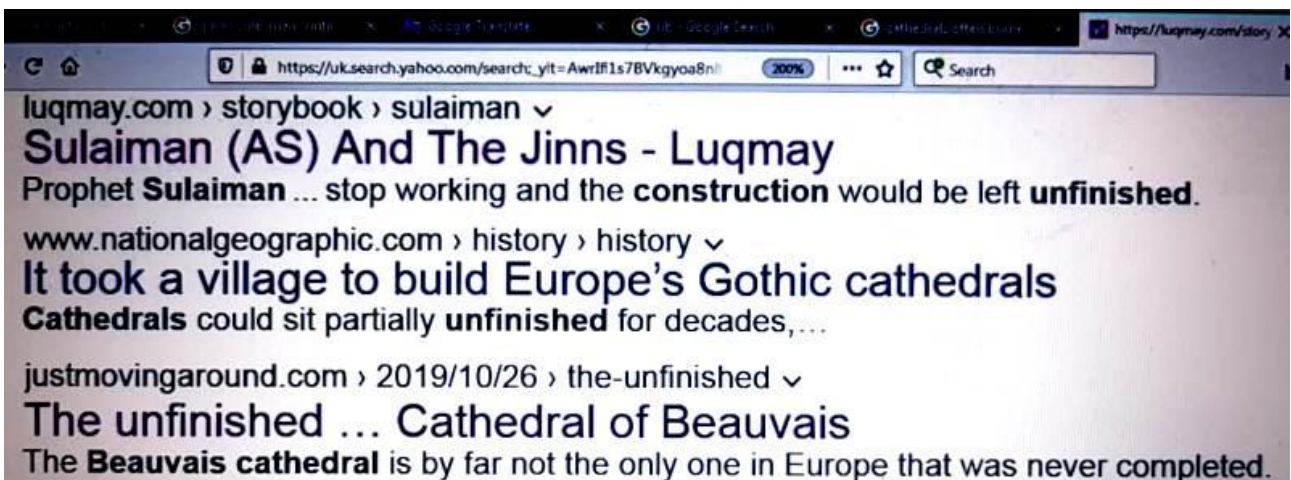 Google Translate
https://luqmay.com/story
https://uk.search.yahoo.com/search;_ylt=AwrIfl1s7BVkgyoa8n 200% Search
luqmay.com › storybook › sulaiman
Sulaiman (AS) And The Jinns - Luqmay
Prophet Sulaiman ... stop working and the construction would be left unfinished.
www.nationalgeographic.com › history › history
It took a village to build Europe's Gothic cathedrals
Cathedrals could sit partially unfinished for decades,...
justmovingaround.com › 2019/10/26 › the-unfinished
The unfinished ... Cathedral of Beauvais
The Beauvais cathedral is by far not the only one in Europe that was never completed.